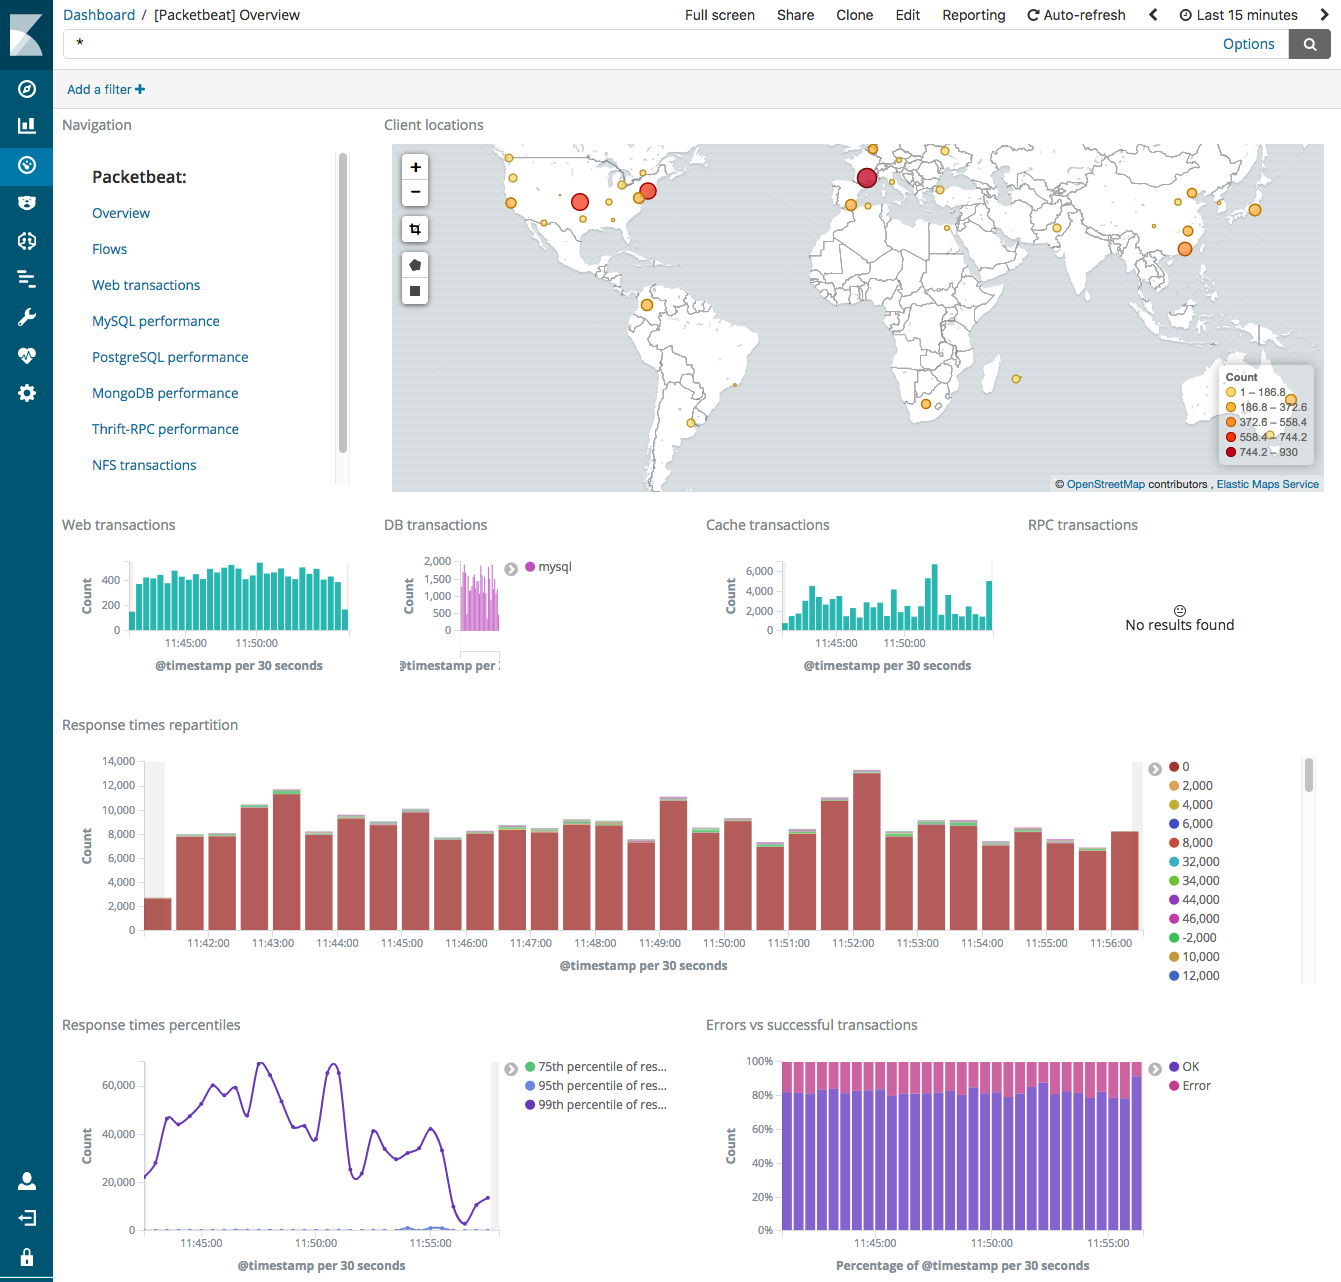 Dashboard / [Packetbeat] Overview
Full screen Share Clone Edit Reporting Auto-refresh Last 15 minutes
*
Options
Add a filter +
Navigation
Packetbeat:
Overview
Flows
Web transactions
MySQL performance
PostgreSQL performance
MongoDB performance
Thrift-RPC performance
NFS transactions
Client locations
+
−
Count
1 – 186.8
186.8 – 372.6
372.6 – 558.4
558.4 – 744.2
744.2 – 930
© OpenStreetMap contributors , Elastic Maps Service
Web transactions
Count
400
200
0
11:45:00 11:50:00
@timestamp per 30 seconds
DB transactions
Count
2,000
1,500
1,000
500
0
mysql
@timestamp per
Cache transactions
Count
6,000
4,000
2,000
0
11:45:00 11:50:00
@timestamp per 30 seconds
RPC transactions
No results found
Response times repartition
Count
14,000
12,000
10,000
8,000
6,000
4,000
2,000
0
11:42:00 11:43:00 11:44:00 11:45:00 11:46:00 11:47:00 11:48:00 11:49:00 11:50:00 11:51:00 11:52:00 11:53:00 11:54:00 11:55:00 11:56:00
@timestamp per 30 seconds
0
2,000
4,000
6,000
8,000
32,000
34,000
44,000
46,000
-2,000
10,000
12,000
Response times percentiles
Count
60,000
40,000
20,000
0
11:45:00 11:50:00 11:55:00
@timestamp per 30 seconds
75th percentile of res...
95th percentile of res...
99th percentile of res...
Errors vs successful transactions
Count
100%
80%
60%
40%
20%
0%
11:45:00 11:50:00 11:55:00
Percentage of @timestamp per 30 seconds
OK
Error